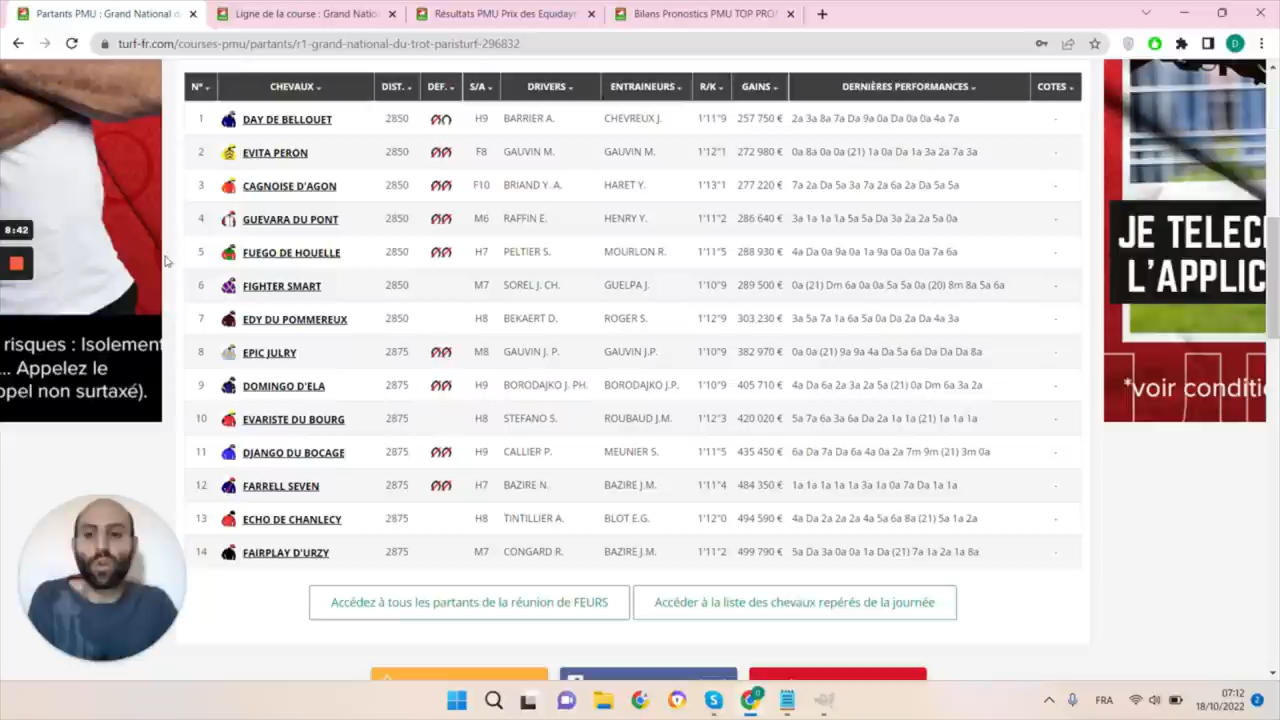 Partants PMU : Grand National d
Ligne de la course : Grand Natio
Résultats PMU Prix des Equidays
Bilans Pronostics PMU TOP PRO
turf-fr.com/courses-pmu/partants/r1-grand-national-du-trot-paristurf-296832
N° CHEVAUX DIST. DEF. S/A DRIVERS ENTRAINEURS R/K GAINS DERNIÈRES PERFORMANCES COTES
1 DAY DE BELLOUET 2850 H9 BARRIER A. CHEVREUX J. 1'11"9 257 750 € 2a 3a 8a 7a Da 9a 0a Da 0a 0a 4a 7a -
2 EVITA PERON 2850 F8 GAUVIN M. GAUVIN M. 1'12"1 272 980 € 0a 8a 0a 0a (21) 1a 0a Da 1a 3a 2a 7a 3a -
3 CAGNOISE D'AGON 2850 F10 BRIAND Y. A. HARET Y. 1'13"1 277 220 € 7a 2a Da 5a 3a 7a 2a 6a 2a Da 5a 5a -
4 GUEVARA DU PONT 2850 M6 RAFFIN E. HENRY Y. 1'11"2 286 640 € 3a 1a 1a 1a 5a 5a Da 3a 2a 2a 5a 0a -
5 FUEGO DE HOUELLE 2850 H7 PELTIER S. MOURLON R. 1'11"5 288 930 € 4a Da 0a 9a 0a 1a 9a 0a 0a 0a 7a 6a -
6 FIGHTER SMART 2850 M7 SOREL J. CH. GUELPA J. 1'10"9 289 500 € 0a (21) Dm 6a 0a 0a 5a 5a 0a (20) 8m 8a 5a 6a -
7 EDY DU POMMEREUX 2850 H8 BEKAERT D. ROGER S. 1'12"9 303 230 € 3a 5a 7a 1a 6a 5a 0a Da 2a Da 4a 3a -
8 EPIC JULRY 2875 M8 GAUVIN J. P. GAUVIN J.P. 1'10"9 382 970 € 0a 0a (21) 9a 9a 4a Da 5a 6a Da Da Da 8a -
9 DOMINGO D'ELA 2875 H9 BORODAJKO J. PH. BORODAJKO J.P. 1'10"9 405 710 € 4a Da 6a 2a 3a 2a 5a (21) 0a Dm 6a 3a 2a -
10 EVARISTE DU BOURG 2875 H8 STEFANO S. ROUBAUD J.M. 1'12"3 420 020 € 5a 7a 6a 3a 6a Da 2a 1a 1a (21) 1a 1a 1a -
11 DJANGO DU BOCAGE 2875 H9 CALLIER P. MEUNIER S. 1'11"5 435 450 € 6a Da 7a Da 6a 4a 0a 2a 7m 9m (21) 3m 0a -
12 FARRELL SEVEN 2875 H7 BAZIRE N. BAZIRE J.M. 1'11"4 484 350 € 1a 1a 1a 1a 1a 3a 1a 0a 7a Da 1a 1a -
13 ECHO DE CHANLECY 2875 H8 TINTILLIER A. BLOT E.G. 1'12"0 494 590 € 4a Da 2a 2a 2a 4a 5a 6a 8a (21) 5a 1a 2a -
14 FAIRPLAY D'URZY 2875 M7 CONGARD R. BAZIRE J.M. 1'11"2 499 790 € 5a Da 3a 0a 0a 1a Da (21) 7a 1a 2a 1a 8a -
Accédez à tous les partants de la réunion de FEURS
Accéder à la liste des chevaux repérés de la journée
8:42
risques : Isolement
... Appelez le
ppel non surtaxé).
JE TELEC
L'APPLIC
*voir conditi
FRA
07:12
18/10/2022